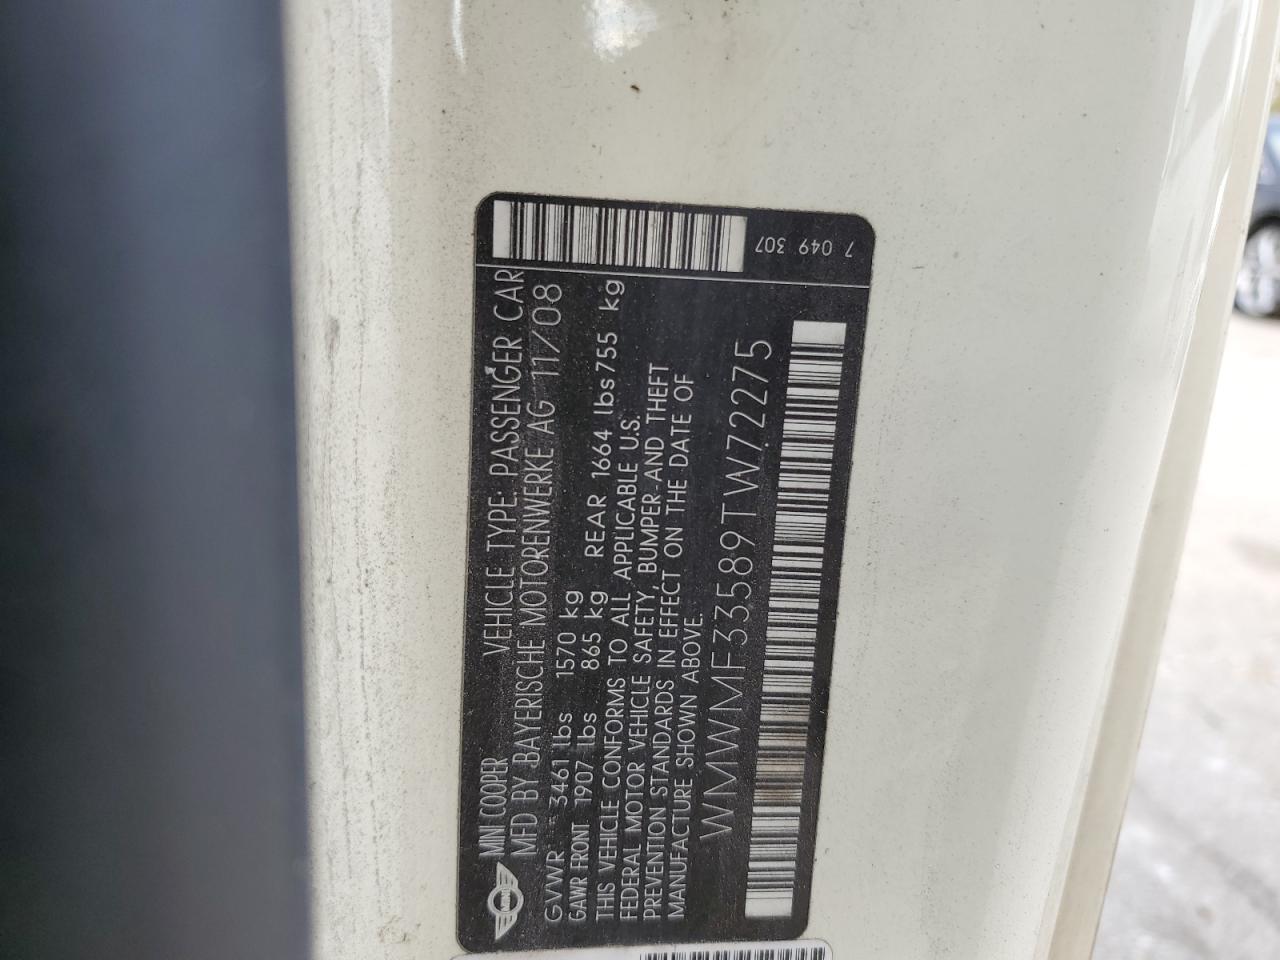 7 049 307
MINI COOPER VEHICLE TYPE: PASSENGER CAR
MFD BY BAYERISCHE MOTORENWERKE AG 11/08
GVWR 3461 lbs 1570 kg
GAWR FRONT 1907 lbs 865 kg REAR 1664 lbs 755 kg
THIS VEHICLE CONFORMS TO ALL APPLICABLE U.S.
FEDERAL MOTOR VEHICLE SAFETY, BUMPER AND THEFT
PREVENTION STANDARDS IN EFFECT ON THE DATE OF
MANUFACTURE SHOWN ABOVE.
WMWMF33589TW72275